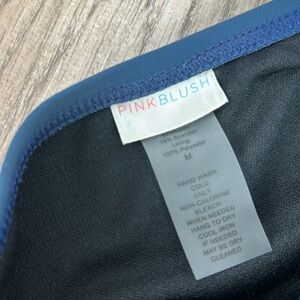 PINKBLUSH
18% Spandex
Lining:
100% Polyester
M
HAND WASH
COLD
ONLY
NON-CHLORINE
BLEACH
WHEN NEEDED
HANG TO DRY
COOL IRON
IF NEEDED
MAY BE DRY
CLEANED